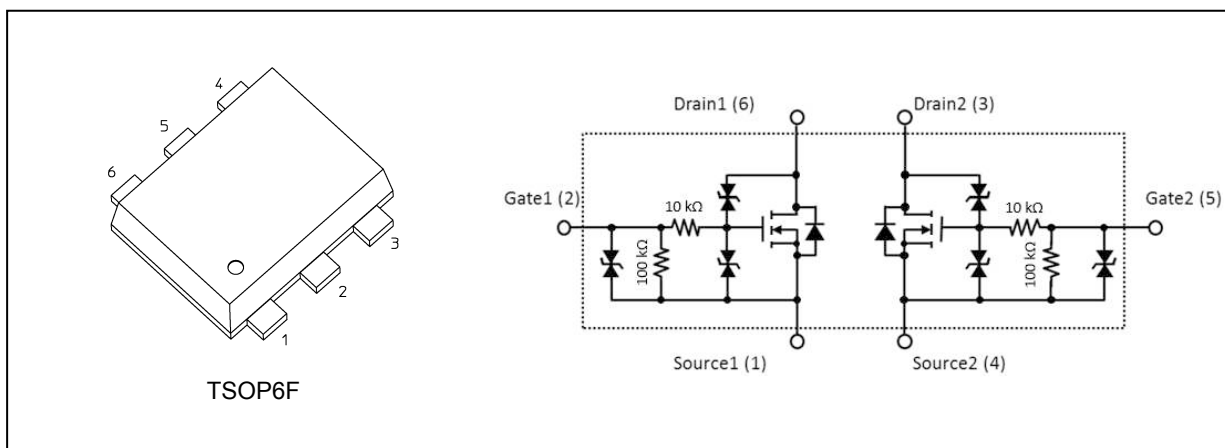 4
5
6
3
2
1
TSOP6F
Drain1 (6)
Drain2 (3)
Gate1 (2)
10 kΩ
100 kΩ
10 kΩ
100 kΩ
Gate2 (5)
Source1 (1)
Source2 (4)